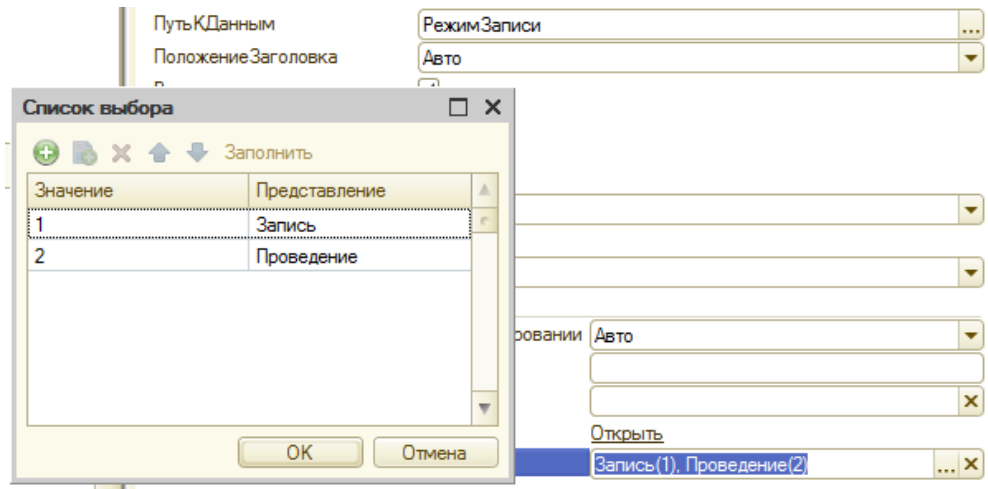 ПутьКДанным РежимЗаписи ...
ПоложениеЗаголовка Авто
Список выбора
Заполнить
Значение Представление
1 Запись
2 Проведение
ровании Авто
Открыть
OK Отмена
Запись(1), Проведение(2) ...